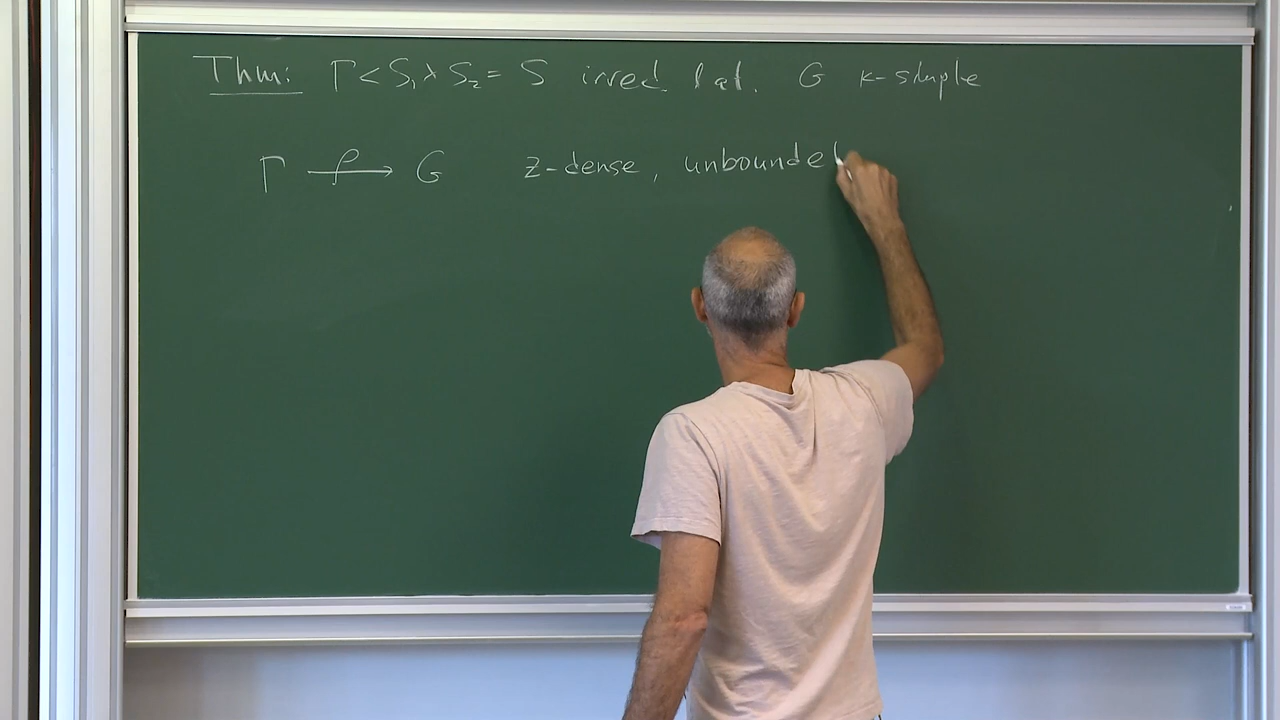 Thm: Γ < S₁ × S₂ = S irred. lat. G k-simple
Γ —ρ→ G z-dense, unbounded